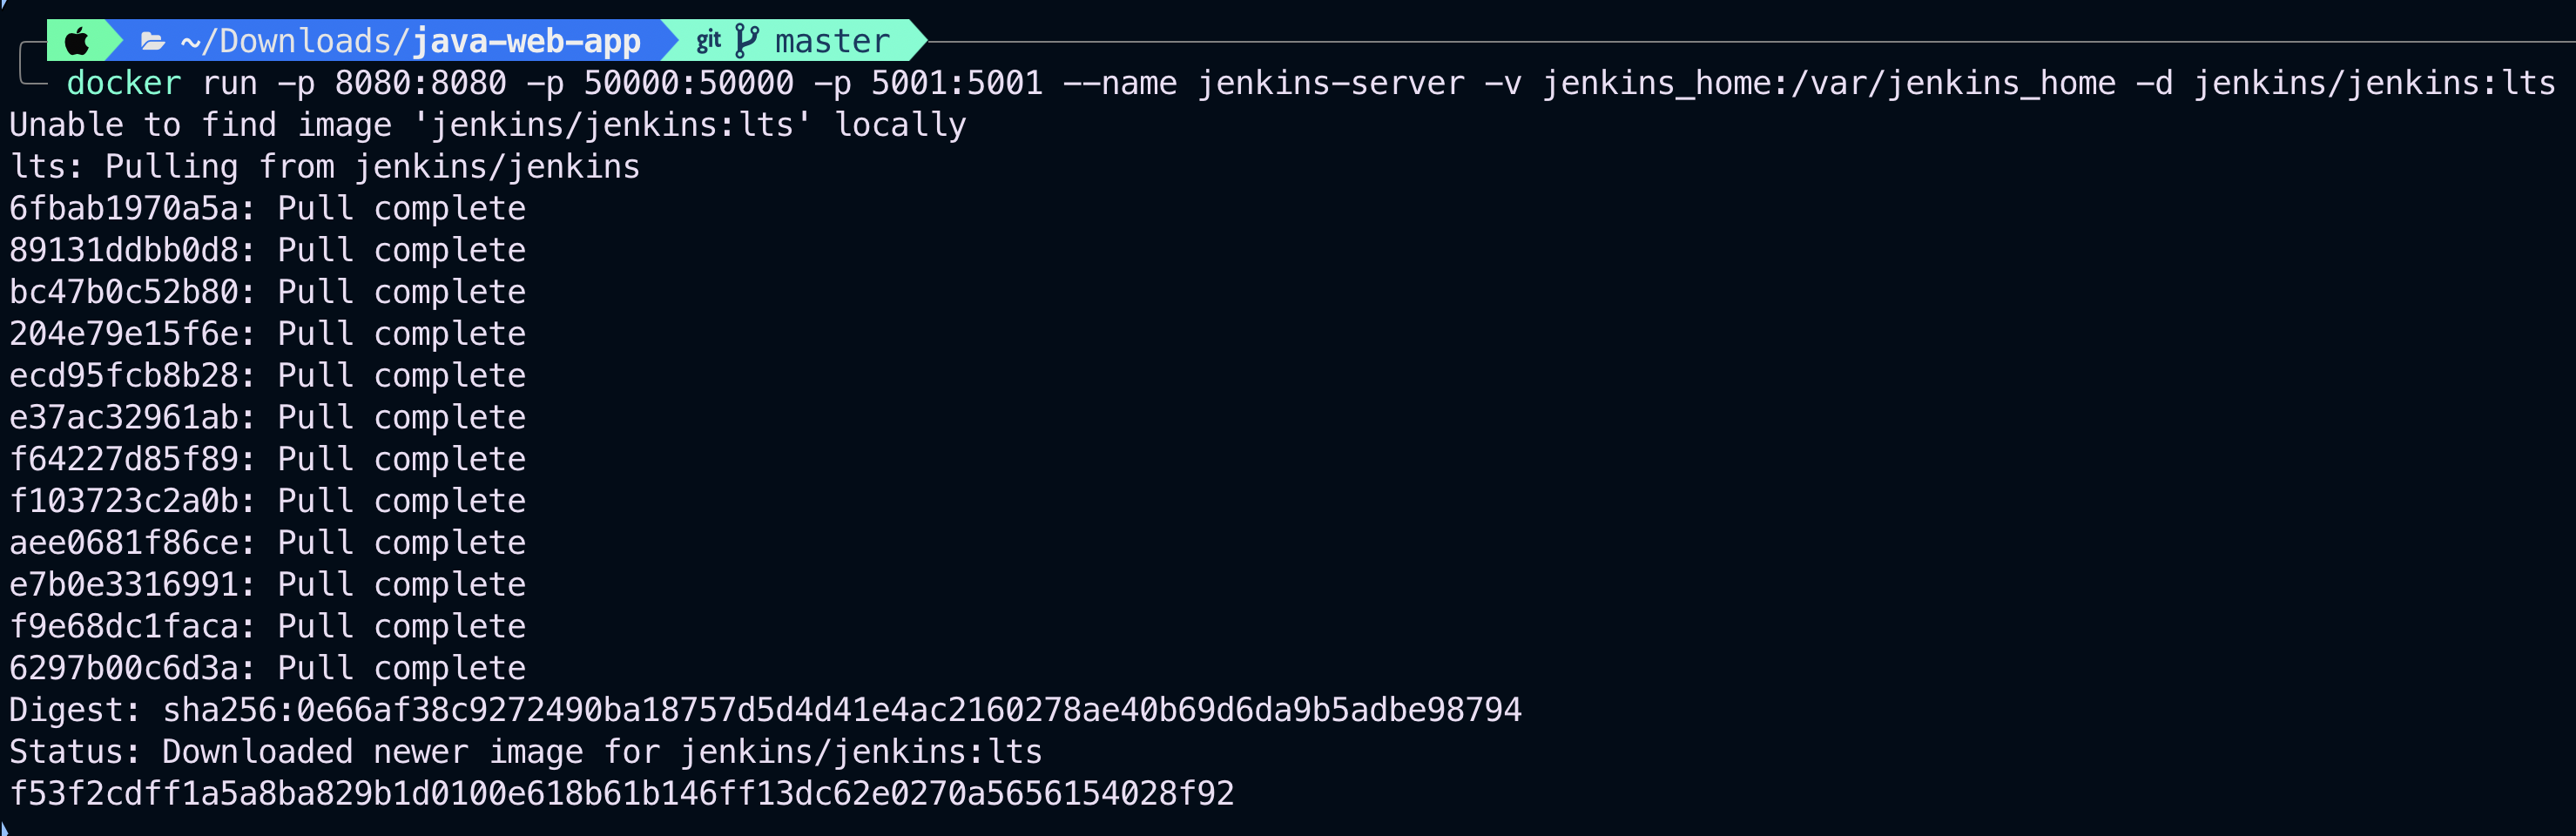 ~/Downloads/java-web-app git master
docker run -p 8080:8080 -p 50000:50000 -p 5001:5001 --name jenkins-server -v jenkins_home:/var/jenkins_home -d jenkins/jenkins:lts
Unable to find image 'jenkins/jenkins:lts' locally
lts: Pulling from jenkins/jenkins
6fbab1970a5a: Pull complete
89131ddbb0d8: Pull complete
bc47b0c52b80: Pull complete
204e79e15f6e: Pull complete
ecd95fcb8b28: Pull complete
e37ac32961ab: Pull complete
f64227d85f89: Pull complete
f103723c2a0b: Pull complete
aee0681f86ce: Pull complete
e7b0e3316991: Pull complete
f9e68dc1faca: Pull complete
6297b00c6d3a: Pull complete
Digest: sha256:0e66af38c9272490ba18757d5d4d41e4ac2160278ae40b69d6da9b5adbe98794
Status: Downloaded newer image for jenkins/jenkins:lts
f53f2cdff1a5a8ba829b1d0100e618b61b146ff13dc62e0270a5656154028f92